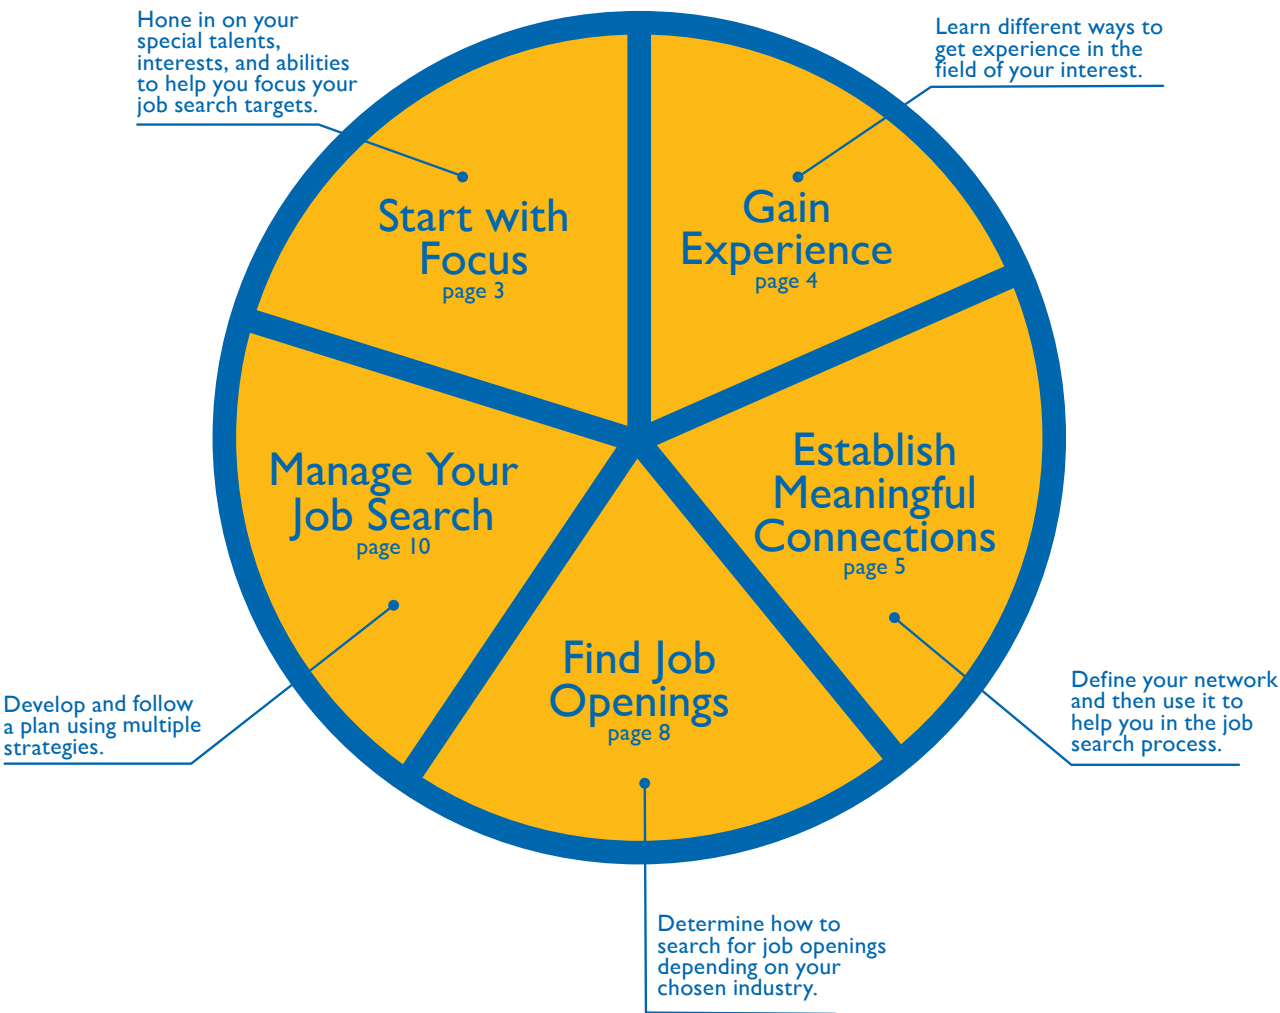 Hone in on your
special talents,
interests, and abilities
to help you focus your
job search targets.
Learn different ways to
get experience in the
field of your interest.
Start with
Focus
page 3
Gain
Experience
page 4
Establish
Meaningful
Connections
page 5
Manage Your
Job Search
page 10
Find Job
Openings
page 8
Define your network
and then use it to
help you in the job
search process.
Develop and follow
a plan using multiple
strategies.
Determine how to
search for job openings
depending on your
chosen industry.